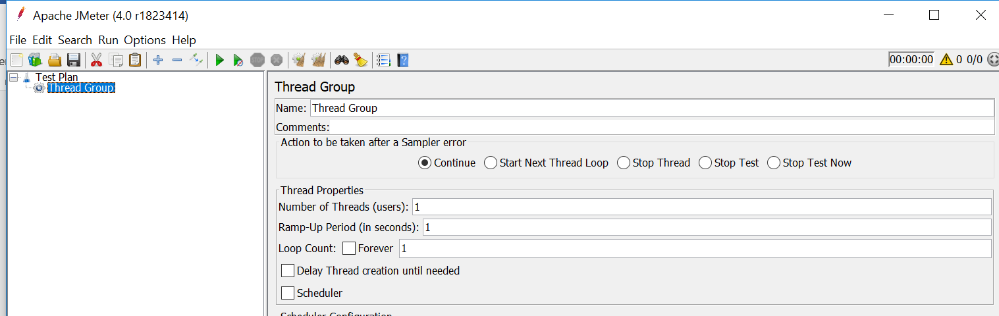 Apache JMeter (4.0 r1823414)
File Edit Search Run Options Help
STOP
00:00:00 0 0/0
Test Plan
Thread Group
Thread Group
Name: Thread Group
Comments:
Action to be taken after a Sampler error
Continue Start Next Thread Loop Stop Thread Stop Test Stop Test Now
Thread Properties
Number of Threads (users): 1
Ramp-Up Period (in seconds): 1
Loop Count: Forever 1
Delay Thread creation until needed
Scheduler
Scheduler Configuration